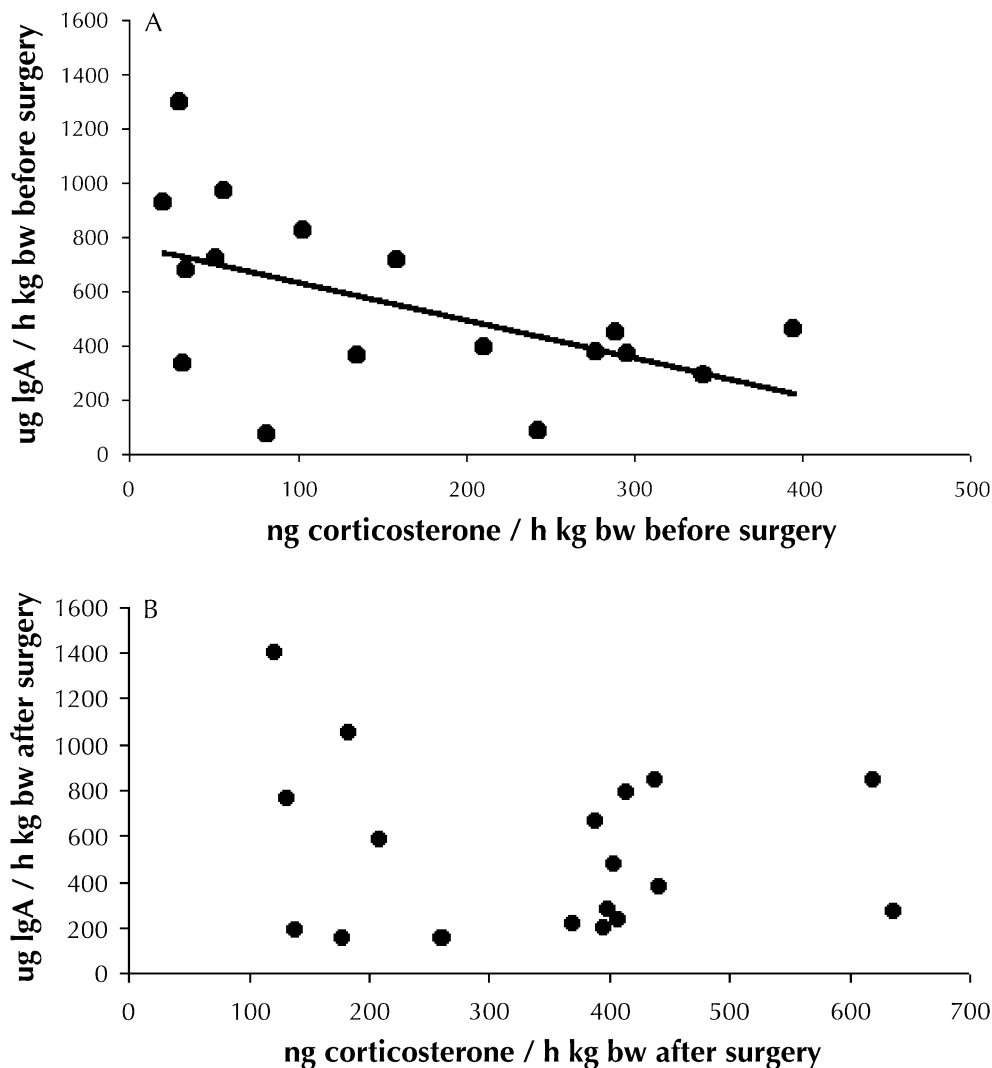 A
ug IgA / h kg bw before surgery
1600
1400
1200
1000
800
600
400
200
0
0 100 200 300 400 500
ng corticosterone / h kg bw before surgery
B
ug IgA / h kg bw after surgery
1600
1400
1200
1000
800
600
400
200
0
0 100 200 300 400 500 600 700
ng corticosterone / h kg bw after surgery